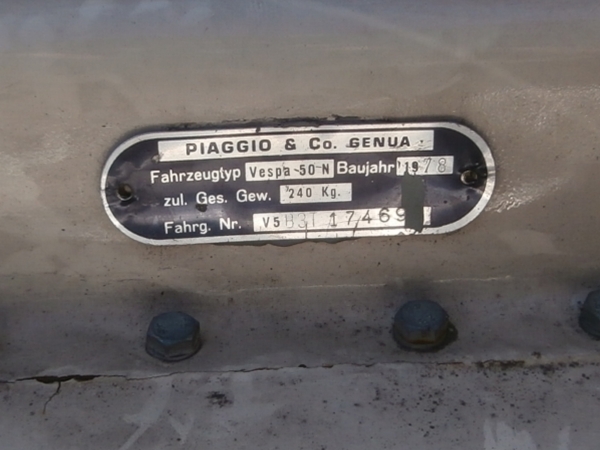 PIAGGIO & Co. GENUA
Fahrzeugtyp Vespa 50 N Baujahr 1978
zul. Ges. Gew. 240 Kg.
Fahrg. Nr. V5B3T 17469